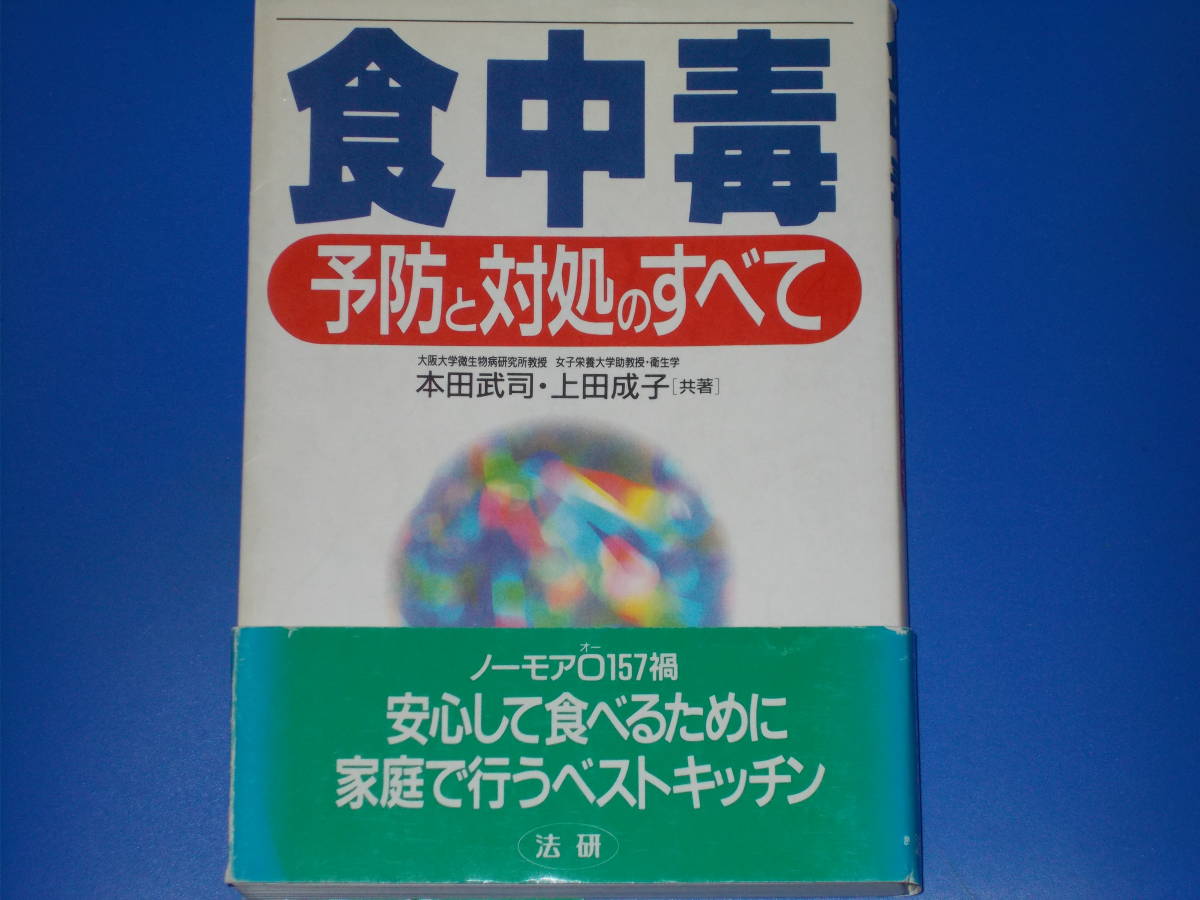 食中毒
予防と対処のすべて
大阪大学微生物病研究所教授 女子栄養大学助教授・衛生学
本田武司・上田成子[共著]
オー
ノーモアO157禍
安心して食べるために
家庭で行うベストキッチン
法研